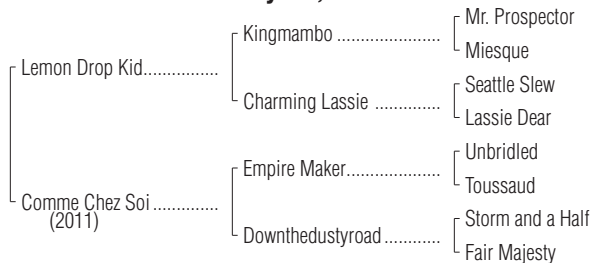 Mr. Prospector
Kingmambo ..................
Miesque
Lemon Drop Kid...............
Seattle Slew
Charming Lassie .............
Lassie Dear
Unbridled
Empire Maker...................
Toussaud
Comme Chez Soi .............
(2011)
Storm and a Half
Downthedustyroad ............
Fair Majesty